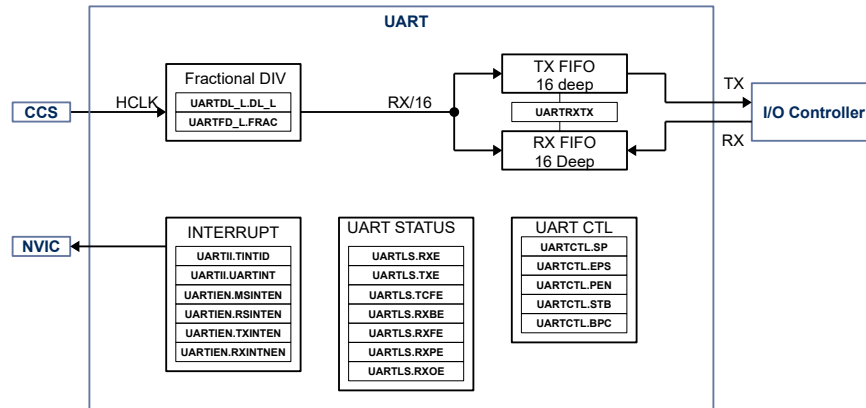 UART
Fractional DIV
UARTDL_L.DL_L
UARTFD_L.FRAC
CCS
HCLK
RX/16
TX FIFO
16 deep
UARTRXTX
RX FIFO
16 Deep
TX
RX
I/O Controller
NVIC
INTERRUPT
UARTII.TINTID
UARTII.UARTINT
UARTIEN.MSINTEN
UARTIEN.RSINTEN
UARTIEN.TXINTEN
UARTIEN.RXINTNEN
UART STATUS
UARTLS.RXE
UARTLS.TXE
UARTLS.TCFE
UARTLS.RXBE
UARTLS.RXFE
UARTLS.RXPE
UARTLS.RXOE
UART CTL
UARTCTL.SP
UARTCTL.EPS
UARTCTL.PEN
UARTCTL.STB
UARTCTL.BPC